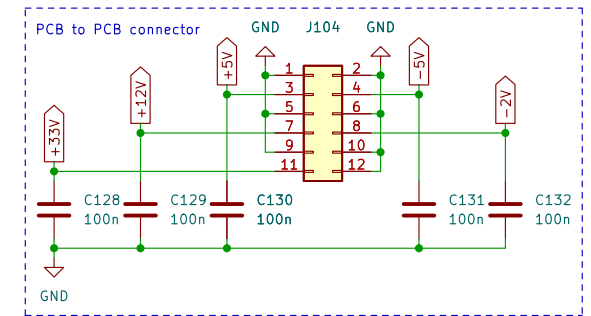 PCB to PCB connector
GND
J104
GND
+5V
-5V
+12V
-2V
+33V
1
2
3
4
5
6
7
8
9
10
11
12
C128
100n
C129
100n
C130
100n
C131
100n
C132
100n
GND